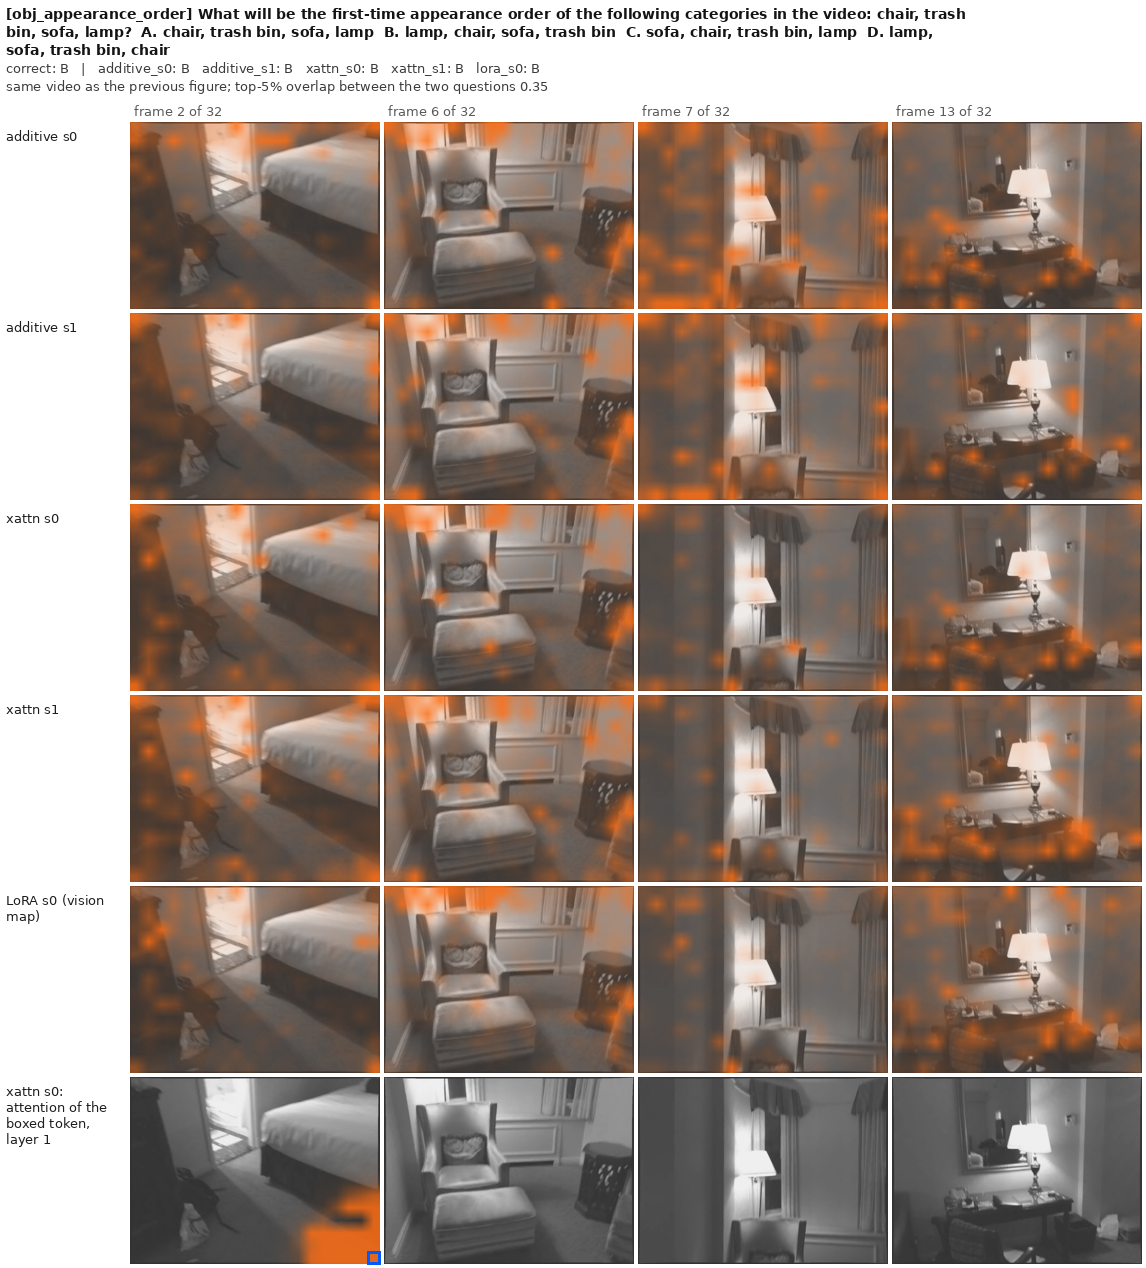 [obj_appearance_order] What will be the first-time appearance order of the following categories in the video: chair, trash
bin, sofa, lamp?  A. chair, trash bin, sofa, lamp  B. lamp, chair, sofa, trash bin  C. sofa, chair, trash bin, lamp  D. lamp,
sofa, trash bin, chair
correct: B   |   additive_s0: B   additive_s1: B   xattn_s0: B   xattn_s1: B   lora_s0: B
same video as the previous figure; top-5% overlap between the two questions 0.35
frame 2 of 32
frame 6 of 32
frame 7 of 32
frame 13 of 32
additive s0
additive s1
xattn s0
xattn s1
LoRA s0 (vision
map)
xattn s0:
attention of the
boxed token,
layer 1